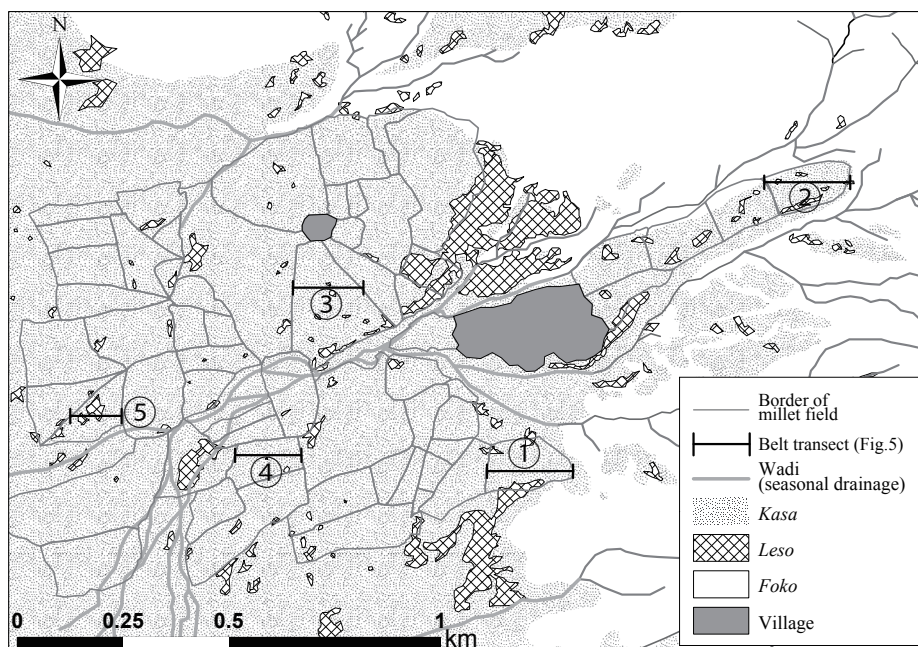 N
2
3
5
4
1
Border of
millet field
Belt transect (Fig.5)
Wadi
(seasonal drainage)
Kasa
Leso
Foko
Village
0 0.25 0.5 1
km